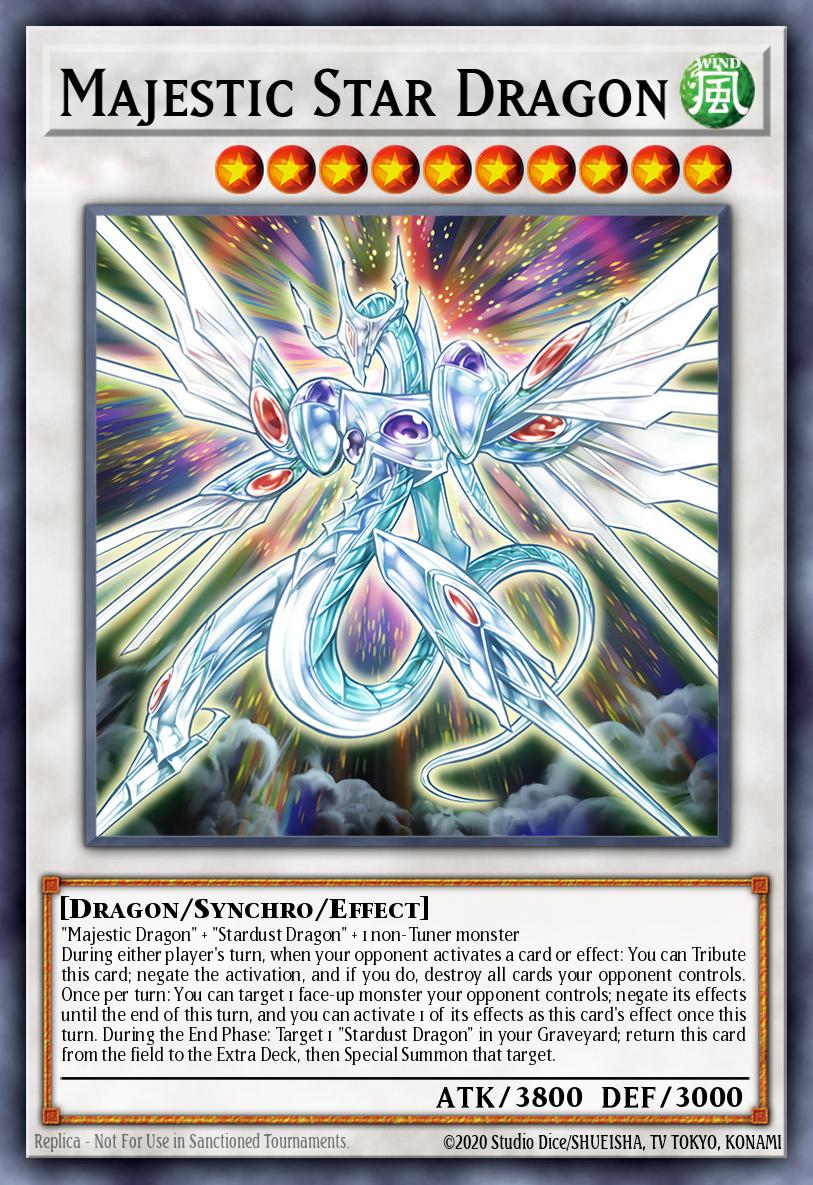 Majestic Star Dragon
WIND
風
[Dragon/Synchro/Effect]
"Majestic Dragon" + "Stardust Dragon" + 1 non-Tuner monster
During either player's turn, when your opponent activates a card or effect: You can Tribute
this card; negate the activation, and if you do, destroy all cards your opponent controls.
Once per turn: You can target 1 face-up monster your opponent controls; negate its effects
until the end of this turn, and you can activate 1 of its effects as this card's effect once this
turn. During the End Phase: Target 1 "Stardust Dragon" in your Graveyard; return this card
from the field to the Extra Deck, then Special Summon that target.
ATK/3800 DEF/3000
Replica - Not For Use in Sanctioned Tournaments.
©2020 Studio Dice/SHUEISHA, TV TOKYO, KONAMI